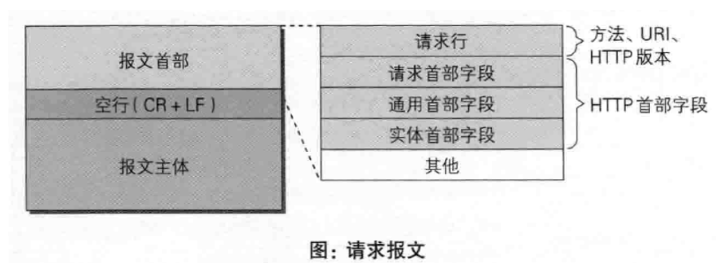 报文首部
空行（CR+LF）
报文主体
请求行
请求首部字段
通用首部字段
实体首部字段
其他
方法、URI、
HTTP版本
HTTP首部字段
图：请求报文